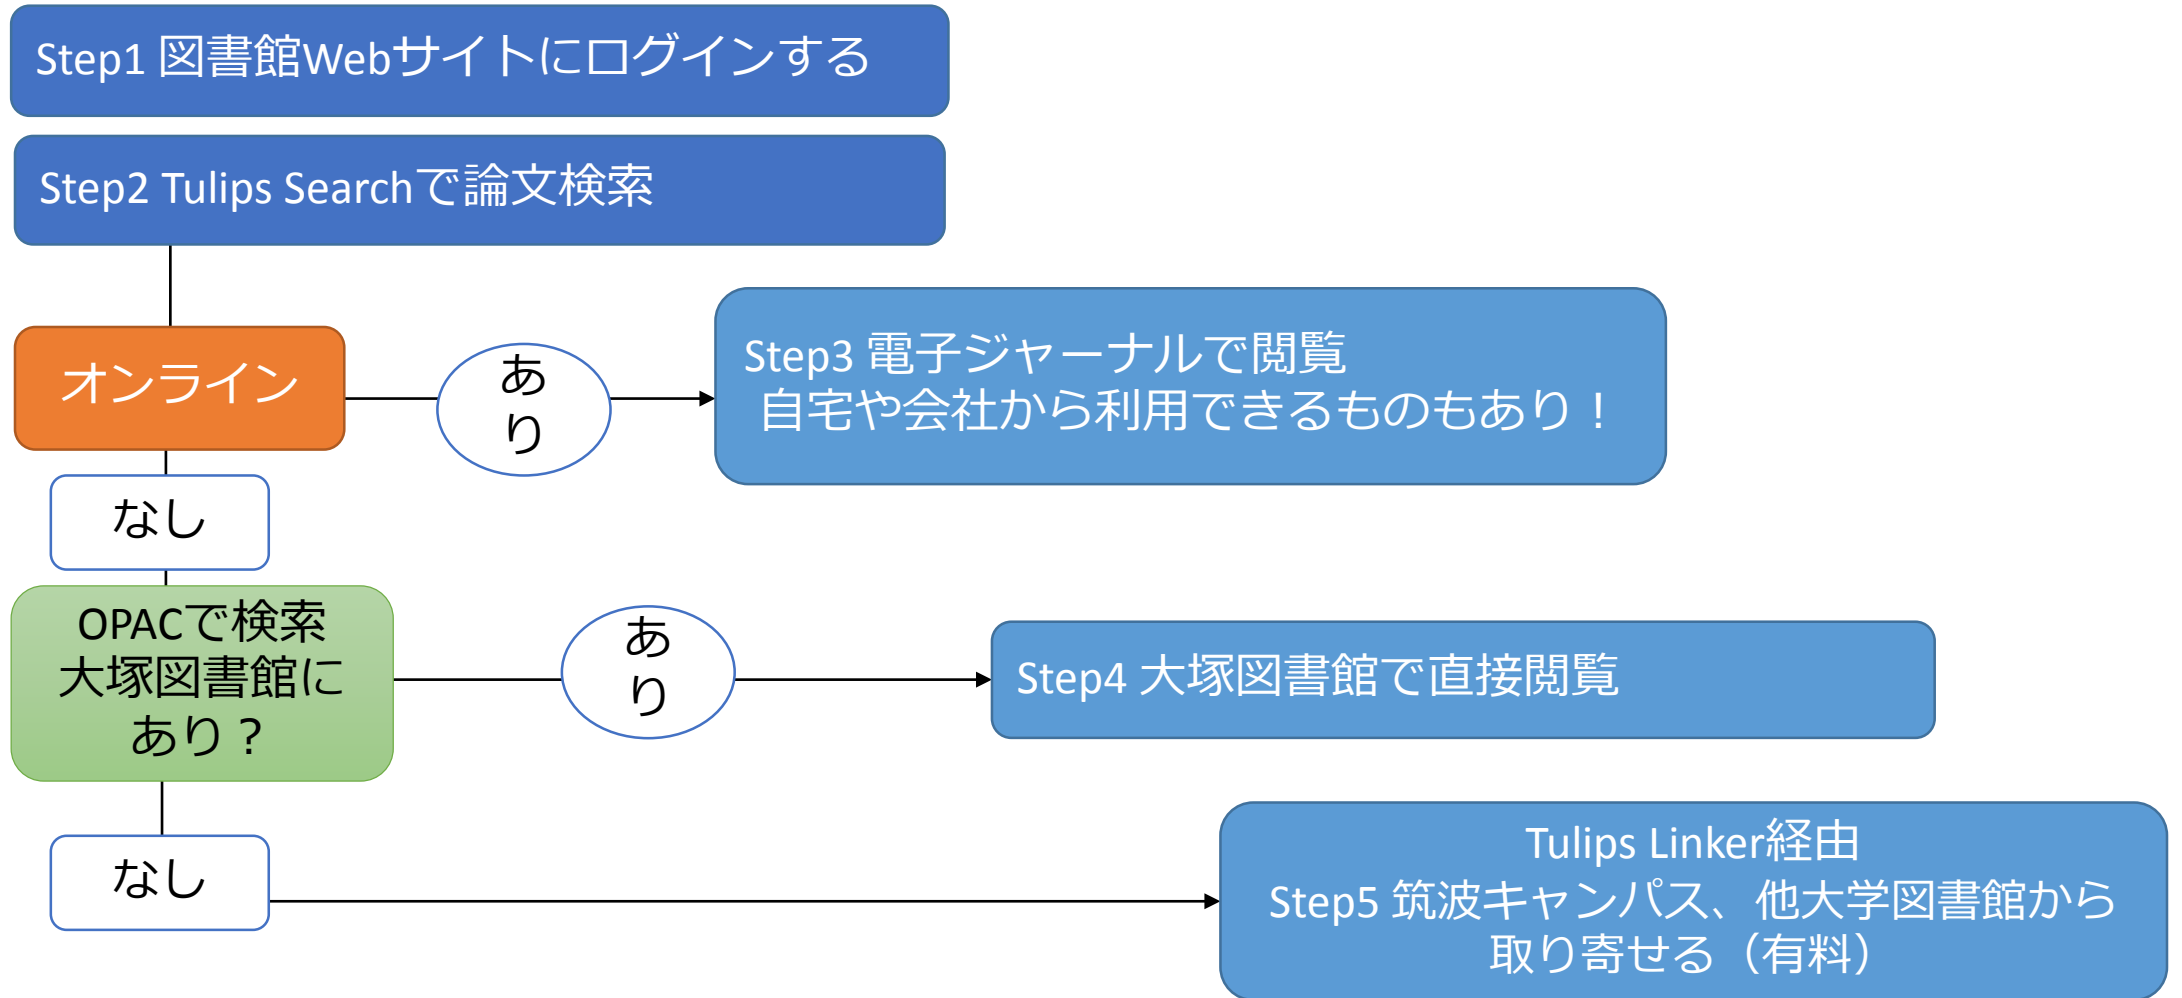 Step1 図書館Webサイトにログインする
Step2 Tulips Searchで論文検索
オンライン
あ
り
Step3 電子ジャーナルで閲覧
自宅や会社から利用できるものもあり！
なし
OPACで検索
大塚図書館に
あり？
あ
り
Step4 大塚図書館で直接閲覧
なし
Tulips Linker経由
Step5 筑波キャンパス、他大学図書館から
取り寄せる（有料）